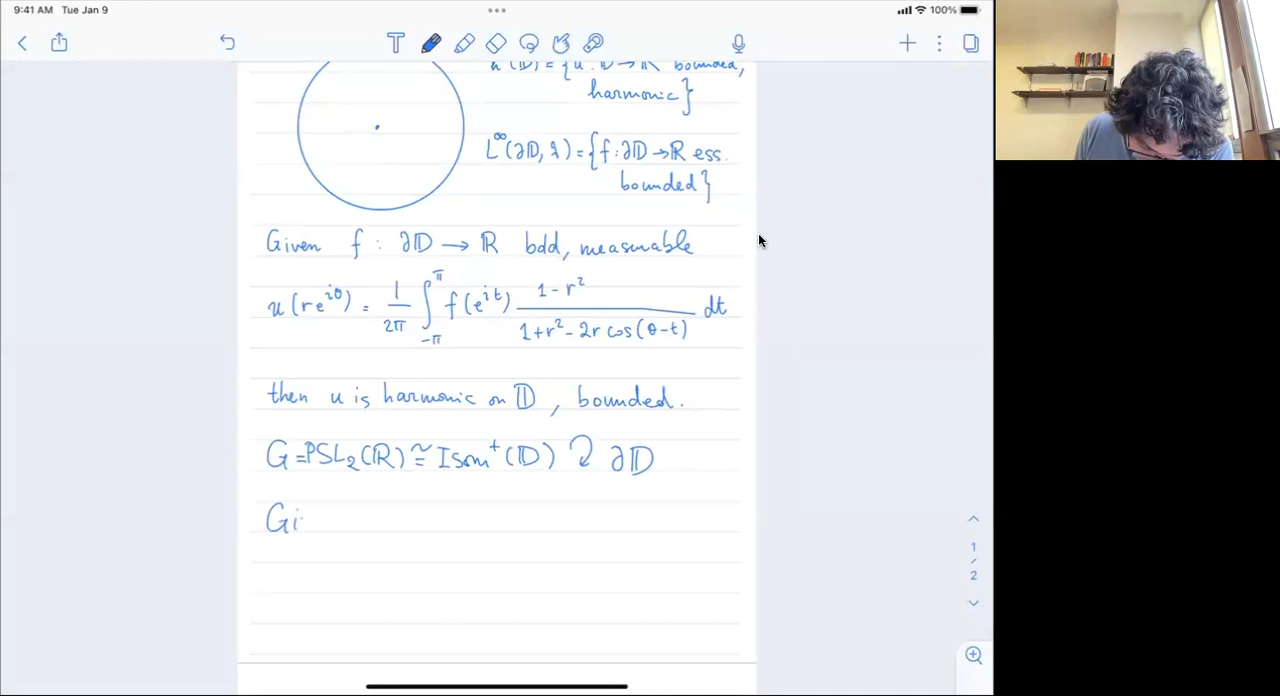 9:41 AM Tue Jan 9
100%
h^∞(𝔻) = {u : 𝔻 → ℝ bounded,
harmonic}
L^∞(∂𝔻, λ) = {f : ∂𝔻 → ℝ ess.
bounded}
Given f : ∂𝔻 → ℝ bdd, measurable
u(re^{iθ}) = 1/2π ∫_{-π}^{π} f(e^{it}) (1-r²)/(1+r²-2r cos(θ-t)) dt
then u is harmonic on 𝔻, bounded.
G = PSL₂(ℝ) ≅ Isom⁺(𝔻) ↻ ∂𝔻
Gi
1
/
2